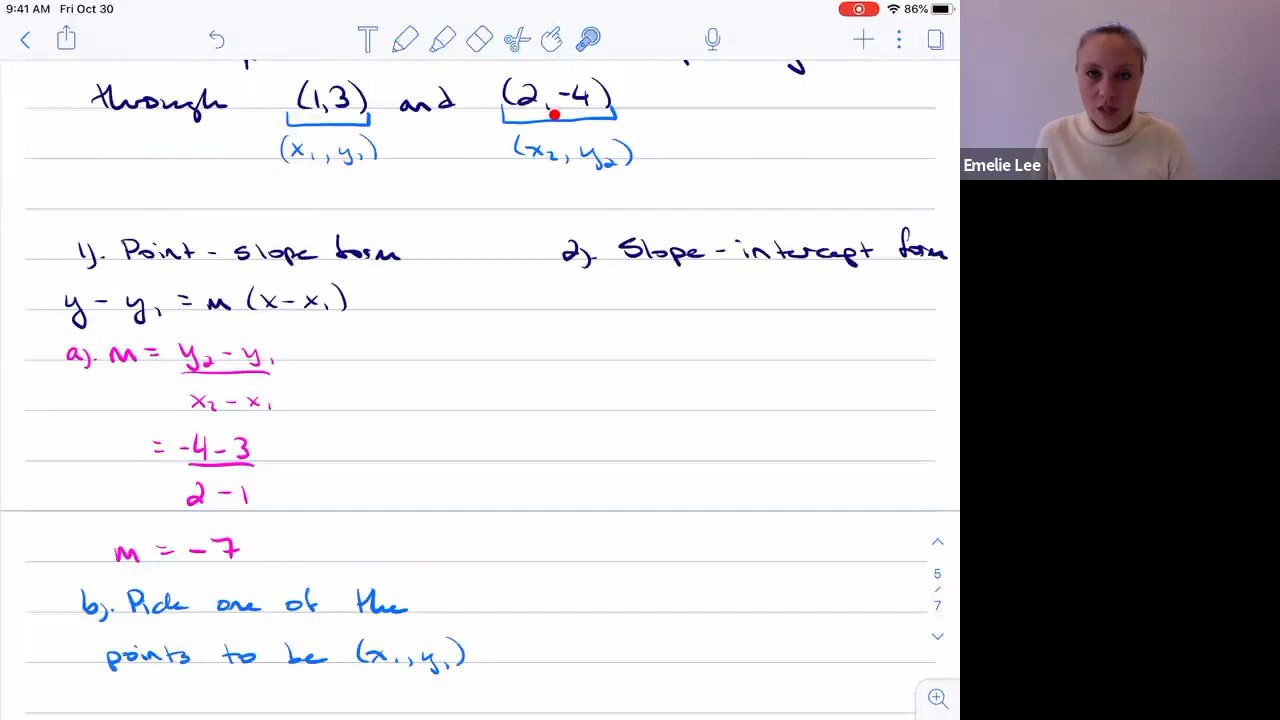 9:41 AM Fri Oct 30
86%
through (1,3) and (2,-4)
(x₁, y₁) (x₂, y₂)
Emelie Lee
1). Point - slope form
2). Slope - intercept form
y - y₁ = m (x - x₁)
a). m = y₂ - y₁
x₂ - x₁
= -4 - 3
2 - 1
m = -7
b). Pick one of the
points to be (x₁, y₁)
5
/
7